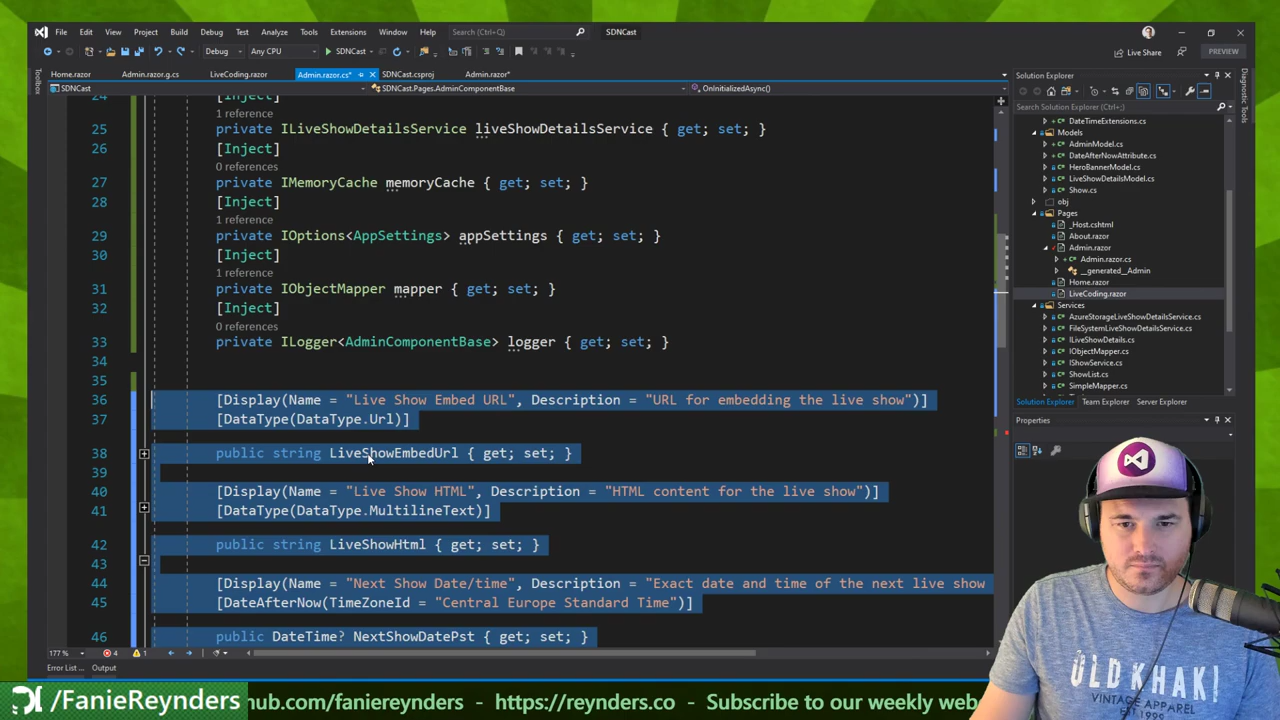 File Edit View Project Build Debug Test Analyze Tools Extensions Window Help Search (Ctrl+Q) SDNCast
Debug Any CPU SDNCast Live Share PREVIEW
Home.razor Admin.razor.g.cs LiveCoding.razor Admin.razor.cs* SDNCast.csproj Admin.razor*
SDNCast SDNCast.Pages.AdminComponentBase OnInitializedAsync()
Toolbox
Diagnostic Tools
24 [Inject]
1 reference
25 private ILiveShowDetailsService liveShowDetailsService { get; set; }
26 [Inject]
0 references
27 private IMemoryCache memoryCache { get; set; }
28 [Inject]
1 reference
29 private IOptions<AppSettings> appSettings { get; set; }
30 [Inject]
1 reference
31 private IObjectMapper mapper { get; set; }
32 [Inject]
0 references
33 private ILogger<AdminComponentBase> logger { get; set; }
34
35
36 [Display(Name = "Live Show Embed URL", Description = "URL for embedding the live show")]
37 [DataType(DataType.Url)]
38 public string LiveShowEmbedUrl { get; set; }
39
40 [Display(Name = "Live Show HTML", Description = "HTML content for the live show")]
41 [DataType(DataType.MultilineText)]
42 public string LiveShowHtml { get; set; }
43
44 [Display(Name = "Next Show Date/time", Description = "Exact date and time of the next live show
45 [DateAfterNow(TimeZoneId = "Central Europe Standard Time")]
46 public DateTime? NextShowDatePst { get; set; }
177 % 4 1
Error List ... Output
Solution Explorer
Search Solution Explorer (Ctrl+;)
DateTimeExtensions.cs
Models
AdminModel.cs
DateAfterNowAttribute.cs
HeroBannerModel.cs
LiveShowDetailsModel.cs
Show.cs
obj
Pages
_Host.cshtml
About.razor
Admin.razor
Admin.razor.cs
__generated__Admin
Home.razor
LiveCoding.razor
Services
AzureStorageLiveShowDetailsService.cs
FileSystemLiveShowDetailsService.cs
ILiveShowDetails.cs
IObjectMapper.cs
IShowService.cs
ShowList.cs
SimpleMapper.cs
Solution Explorer Team Explorer Server Explorer
Properties
OLD KHAKI
VINTAGE APPAREL
/FanieReynders hub.com/faniereynders - https://reynders.co - Subscribe to our weekly web